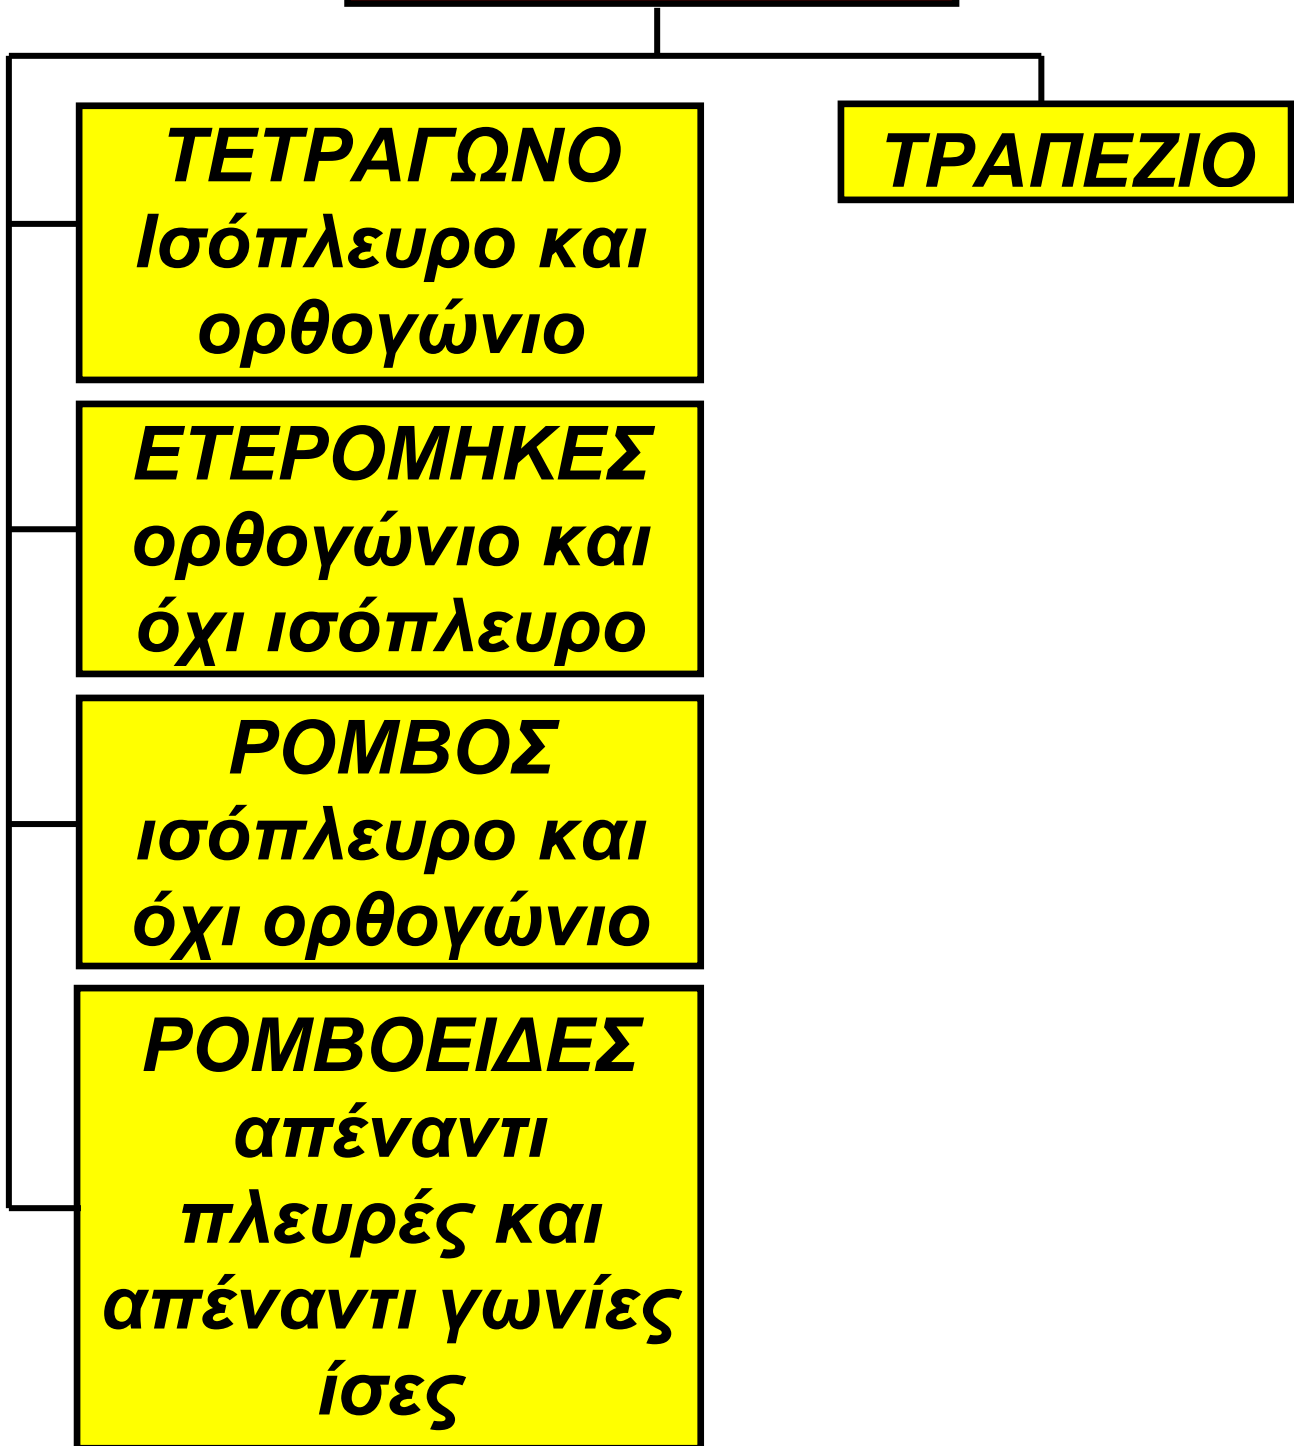 ΤΕΤΡΑΓΩΝΟ
Ισόπλευρο και
ορθογώνιο
ΤΡΑΠΕΖΙΟ
ΕΤΕΡΟΜΗΚΕΣ
ορθογώνιο και
όχι ισόπλευρο
ΡΟΜΒΟΣ
ισόπλευρο και
όχι ορθογώνιο
ΡΟΜΒΟΕΙΔΕΣ
απέναντι
πλευρές και
απέναντι γωνίες
ίσες